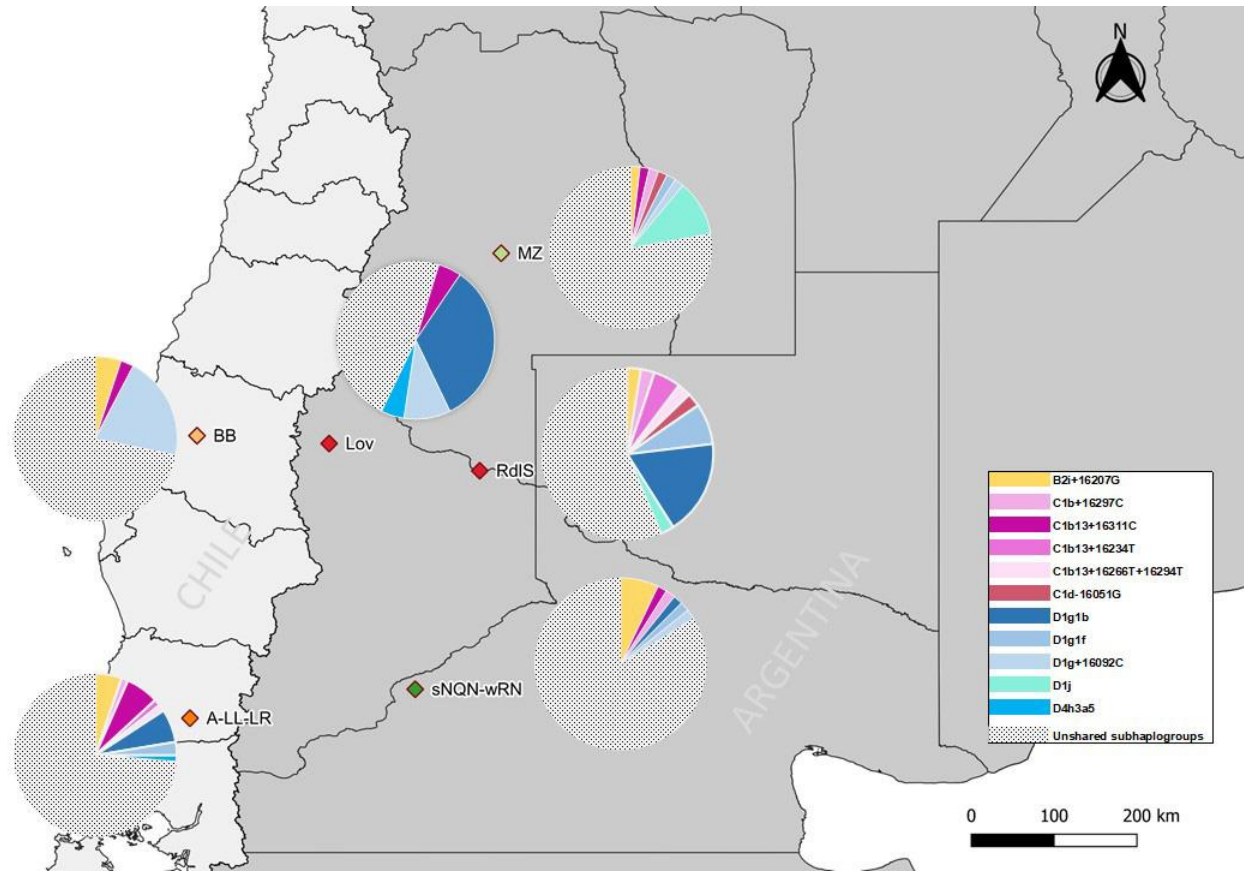 N
MZ
BB
Lov
RdIS
CHILE
ARGENTINA
sNQN-wRN
A-LL-LR
B2i+16207G
C1b+16297C
C1b13+16311C
C1b13+16234T
C1b13+16266T+16294T
C1d-16051G
D1g1b
D1g1f
D1g+16092C
D1j
D4h3a5
Unshared subhaplogroups
0 100 200 km